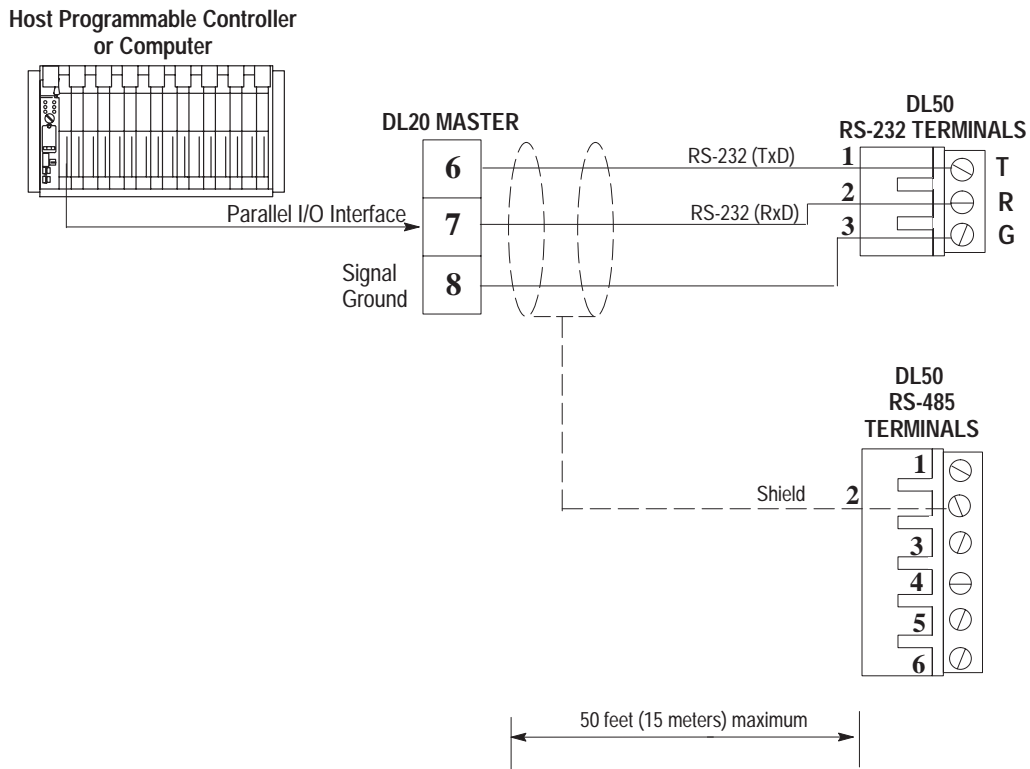 Host Programmable Controller
or Computer
DL20 MASTER
6
7
8
Parallel I/O Interface
Signal
Ground
RS-232 (TxD)
RS-232 (RxD)
DL50
RS-232 TERMINALS
1
2
3
T
R
G
DL50
RS-485
TERMINALS
Shield
1
2
3
4
5
6
50 feet (15 meters) maximum